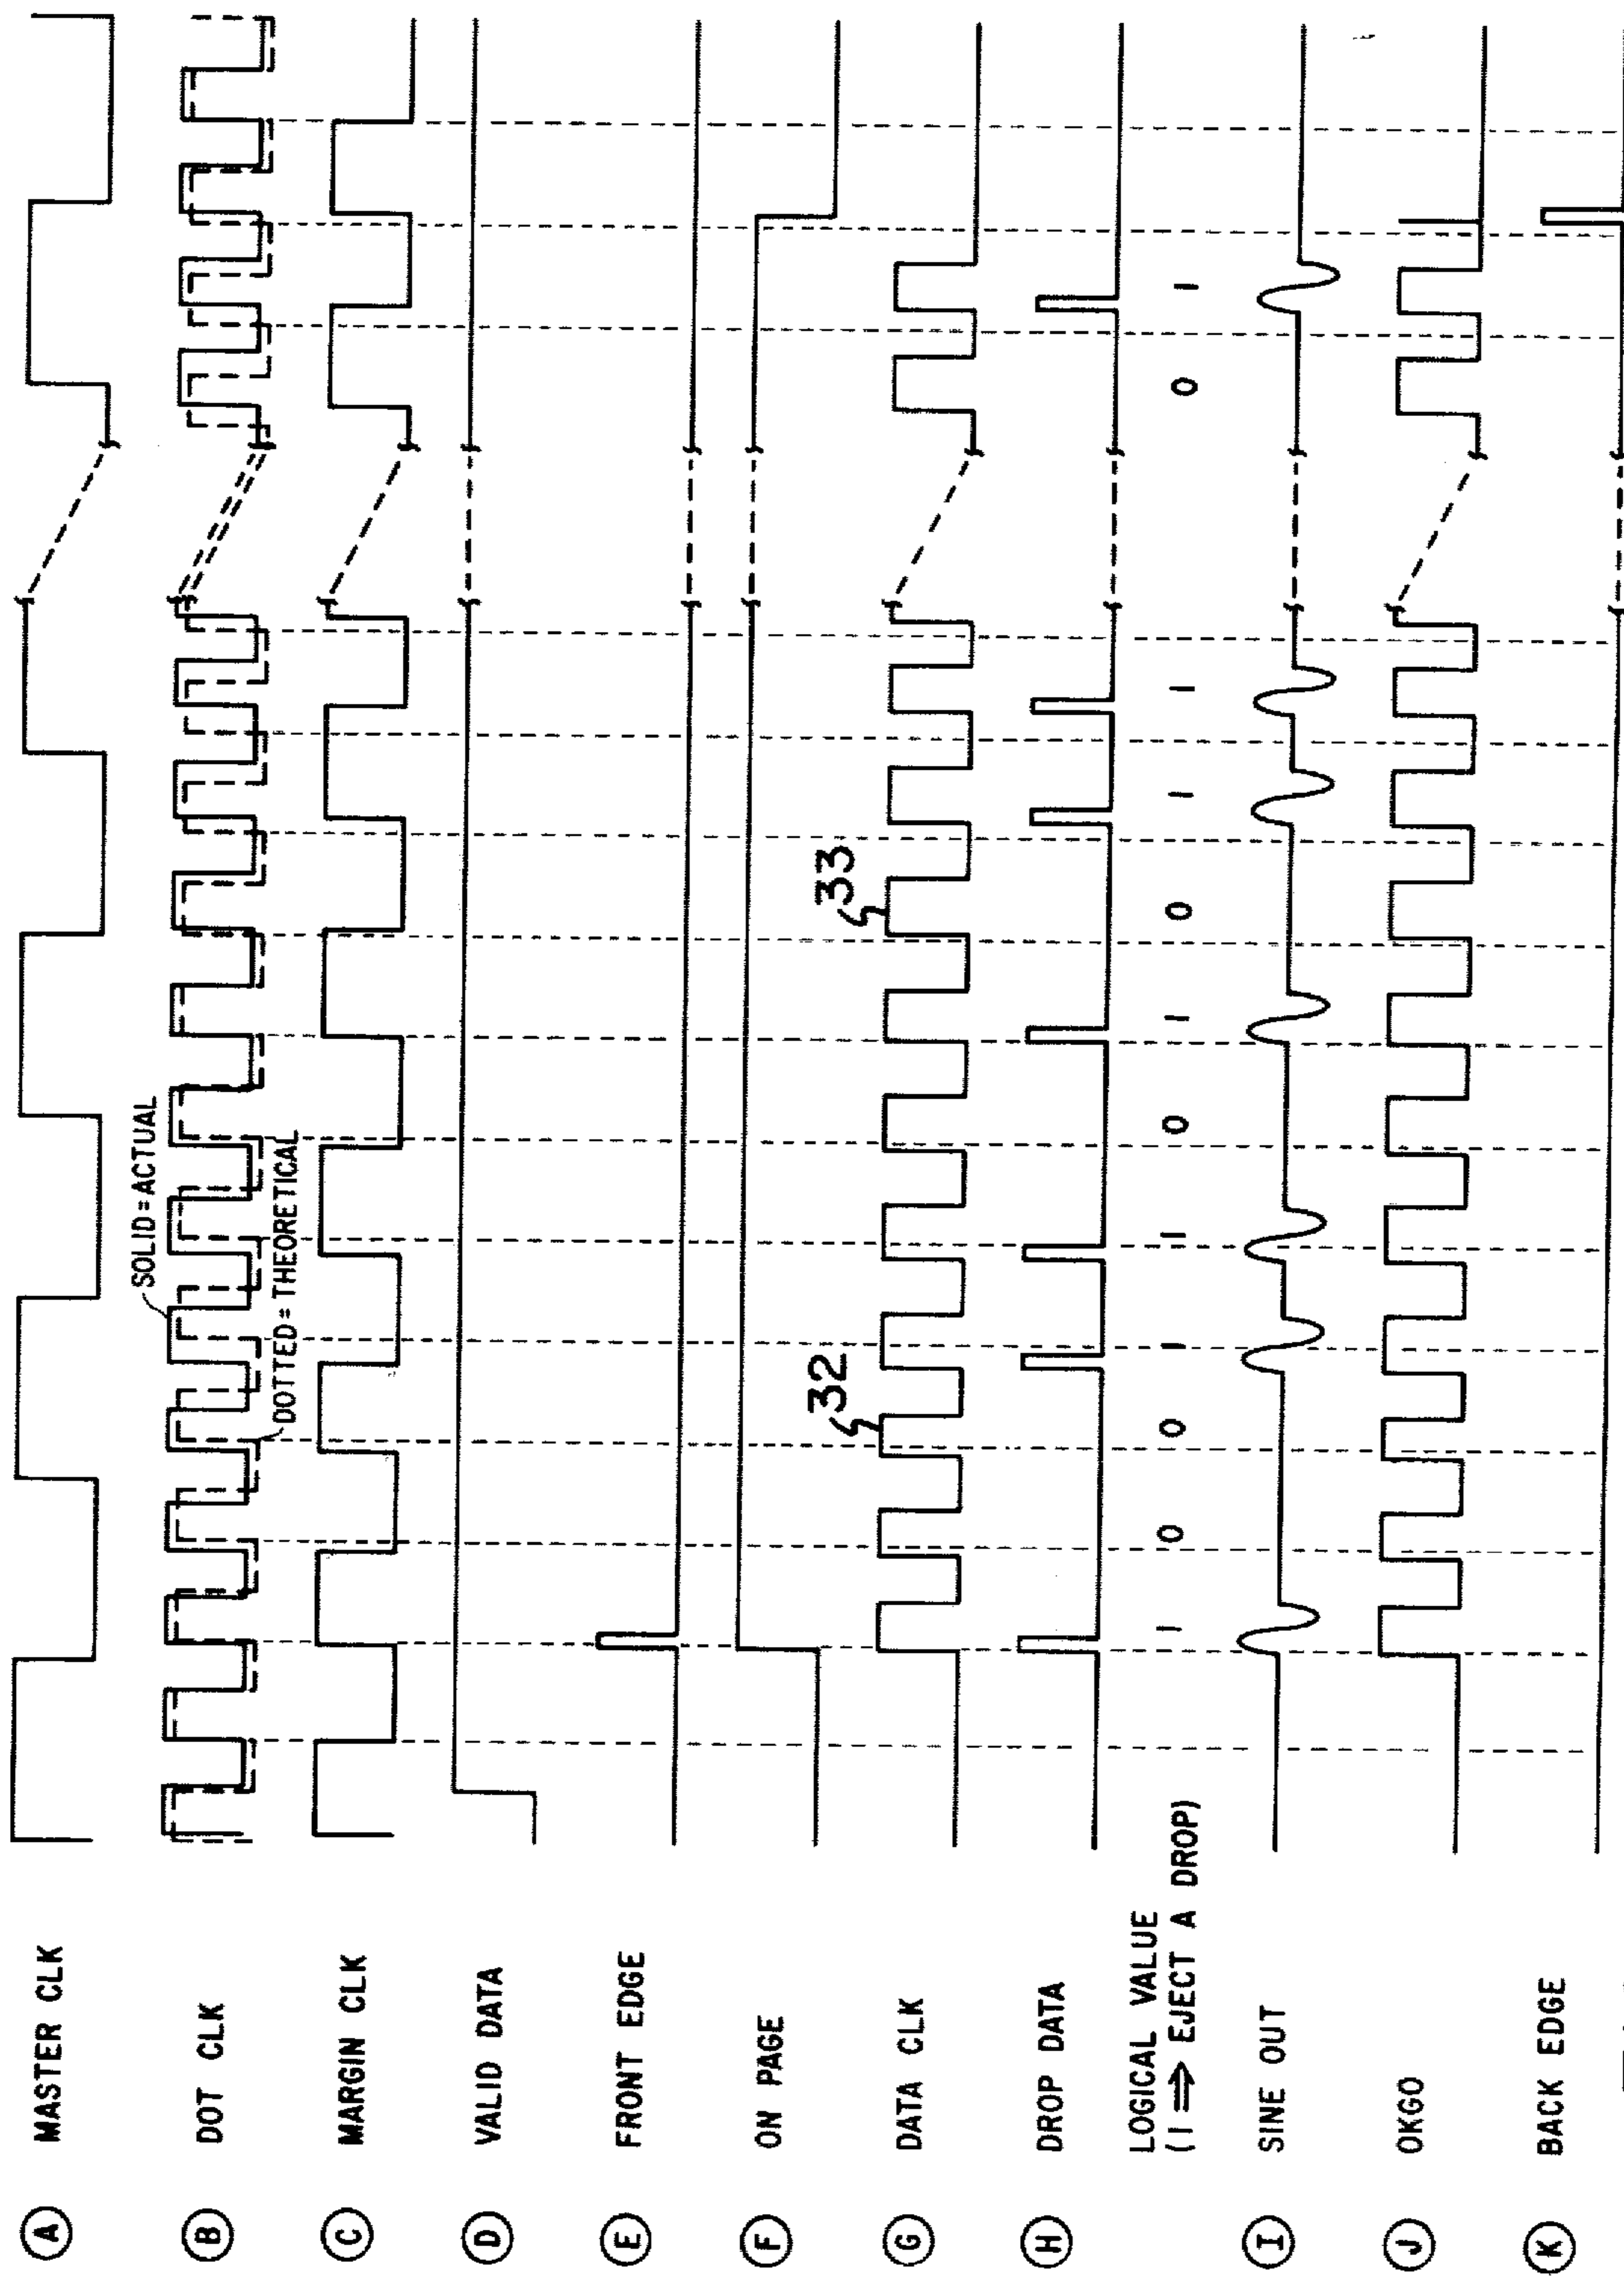 A MASTER CLK
SOLID = ACTUAL
B DOT CLK
DOTTED = THEORETICAL
C MARGIN CLK
D VALID DATA
E FRONT EDGE
F ON PAGE
32 33
G DATA CLK
H DROP DATA
LOGICAL VALUE
(1 ⇒ EJECT A DROP)
1 0 0 1 1 0 1 0 1 1 0 1
I SINE OUT
J OKGO
K BACK EDGE